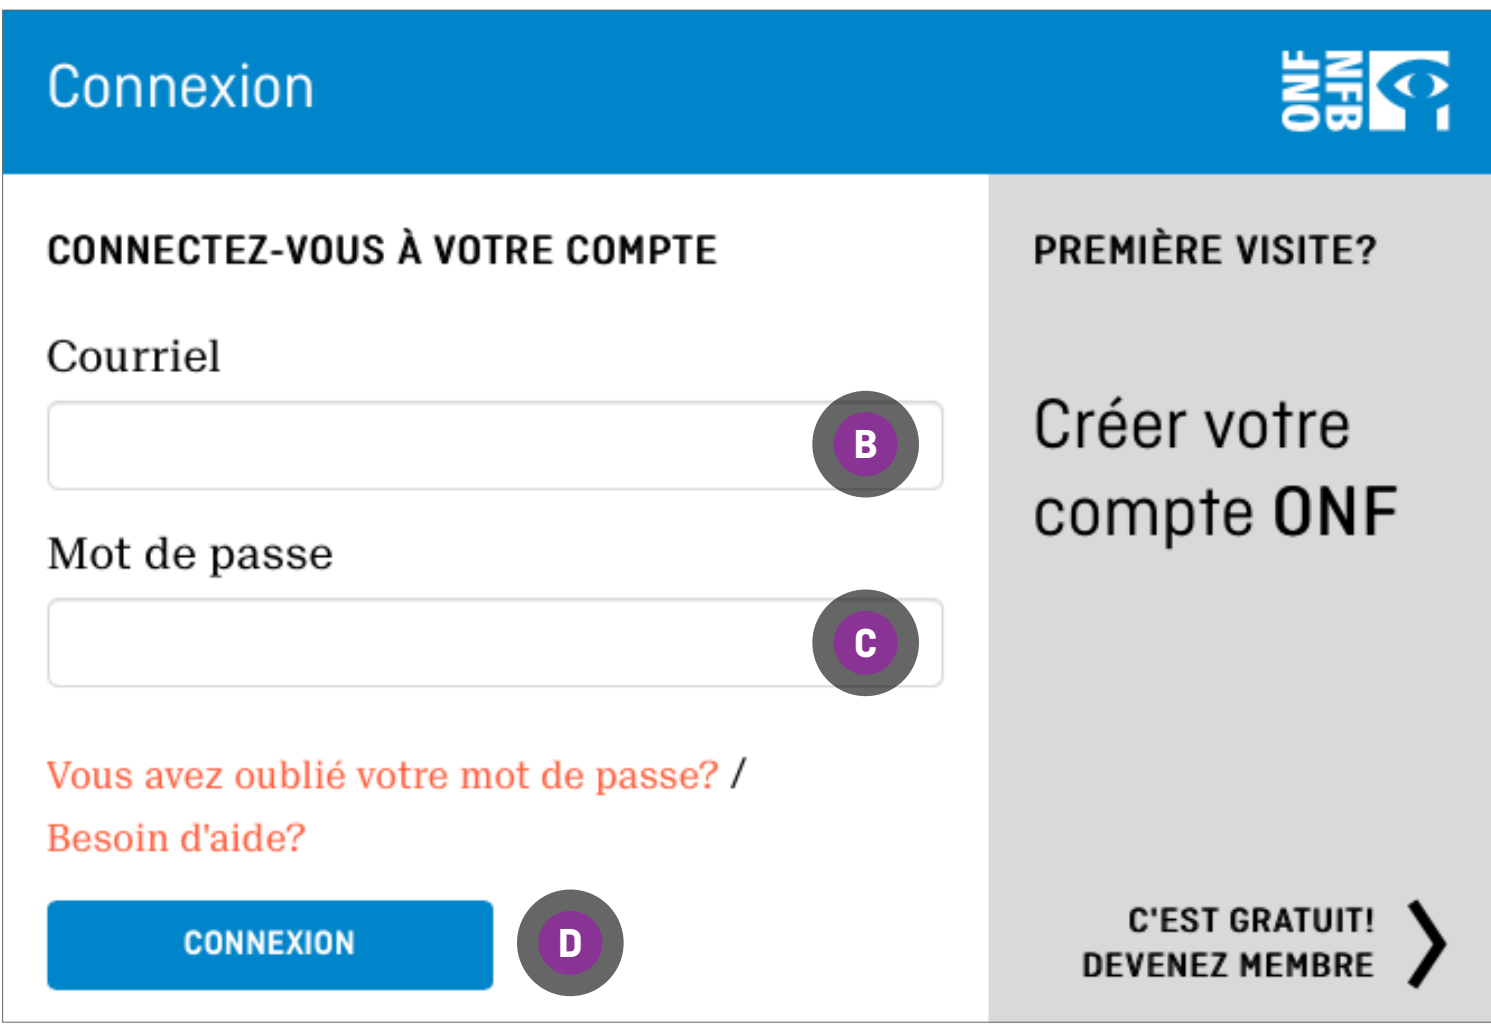 Connexion
ONF
NFB
CONNECTEZ-VOUS À VOTRE COMPTE
Courriel
B
Mot de passe
C
Vous avez oublié votre mot de passe? /
Besoin d'aide?
CONNEXION
D
PREMIÈRE VISITE?
Créer votre
compte ONF
C'EST GRATUIT!
DEVENEZ MEMBRE